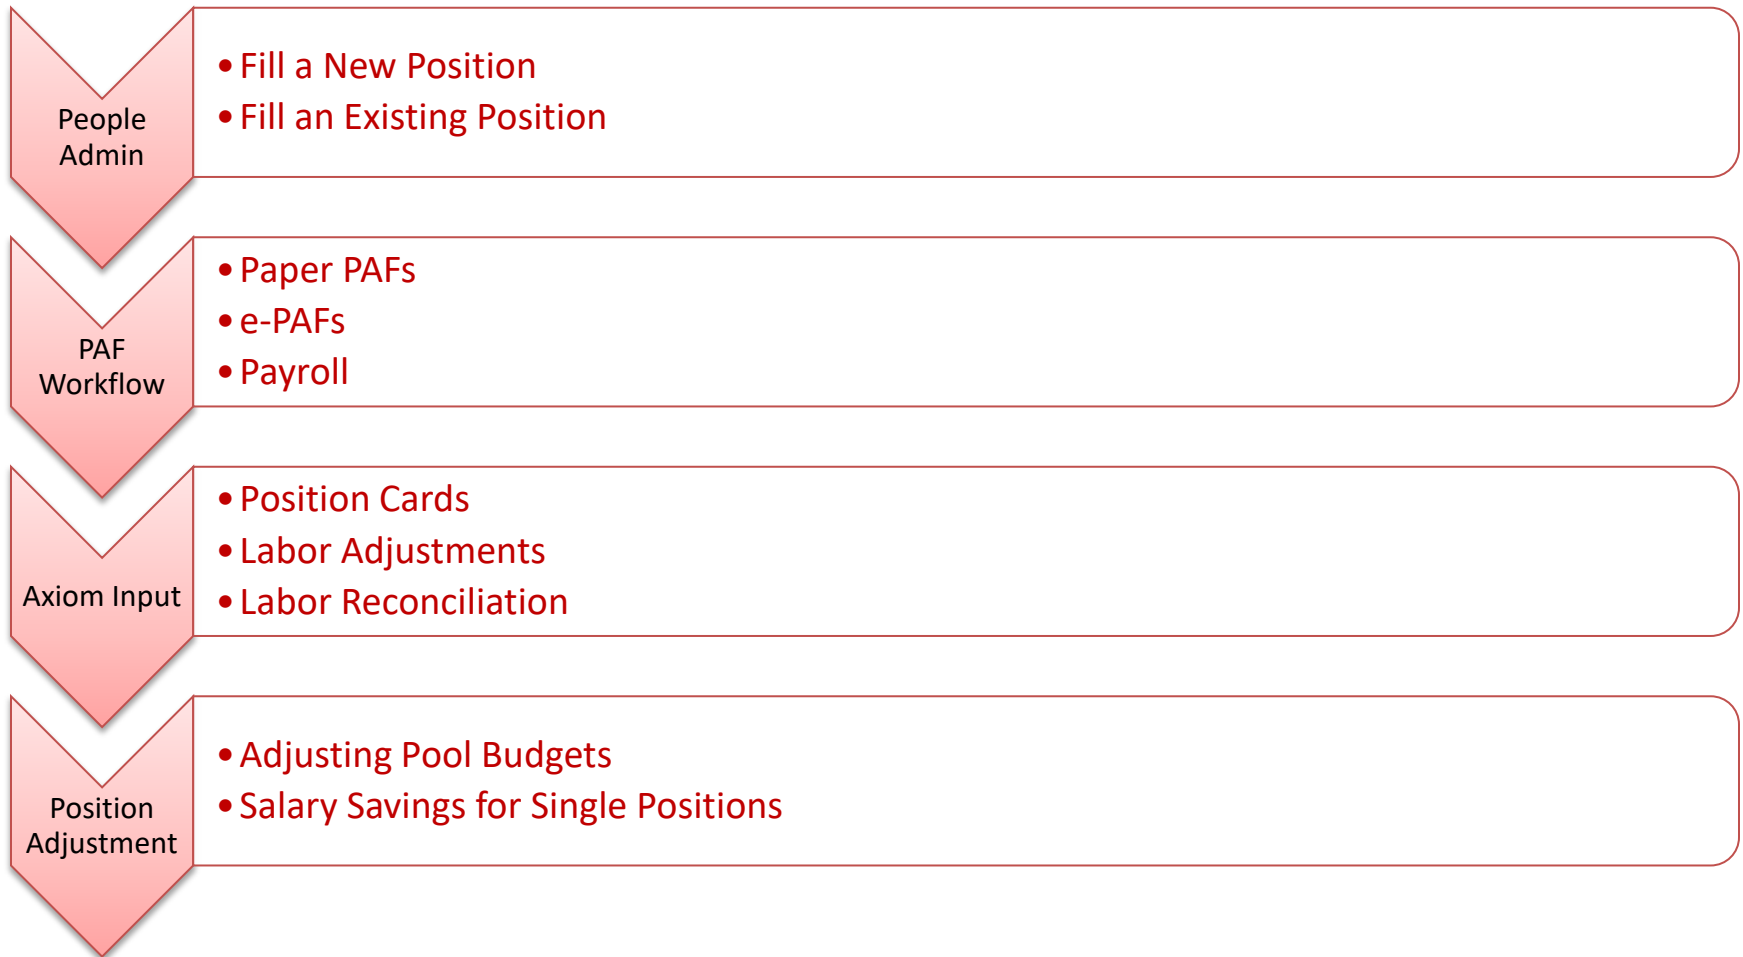 People
Admin
• Fill a New Position
• Fill an Existing Position
PAF
Workflow
• Paper PAFs
• e-PAFs
• Payroll
Axiom Input
• Position Cards
• Labor Adjustments
• Labor Reconciliation
Position
Adjustment
• Adjusting Pool Budgets
• Salary Savings for Single Positions